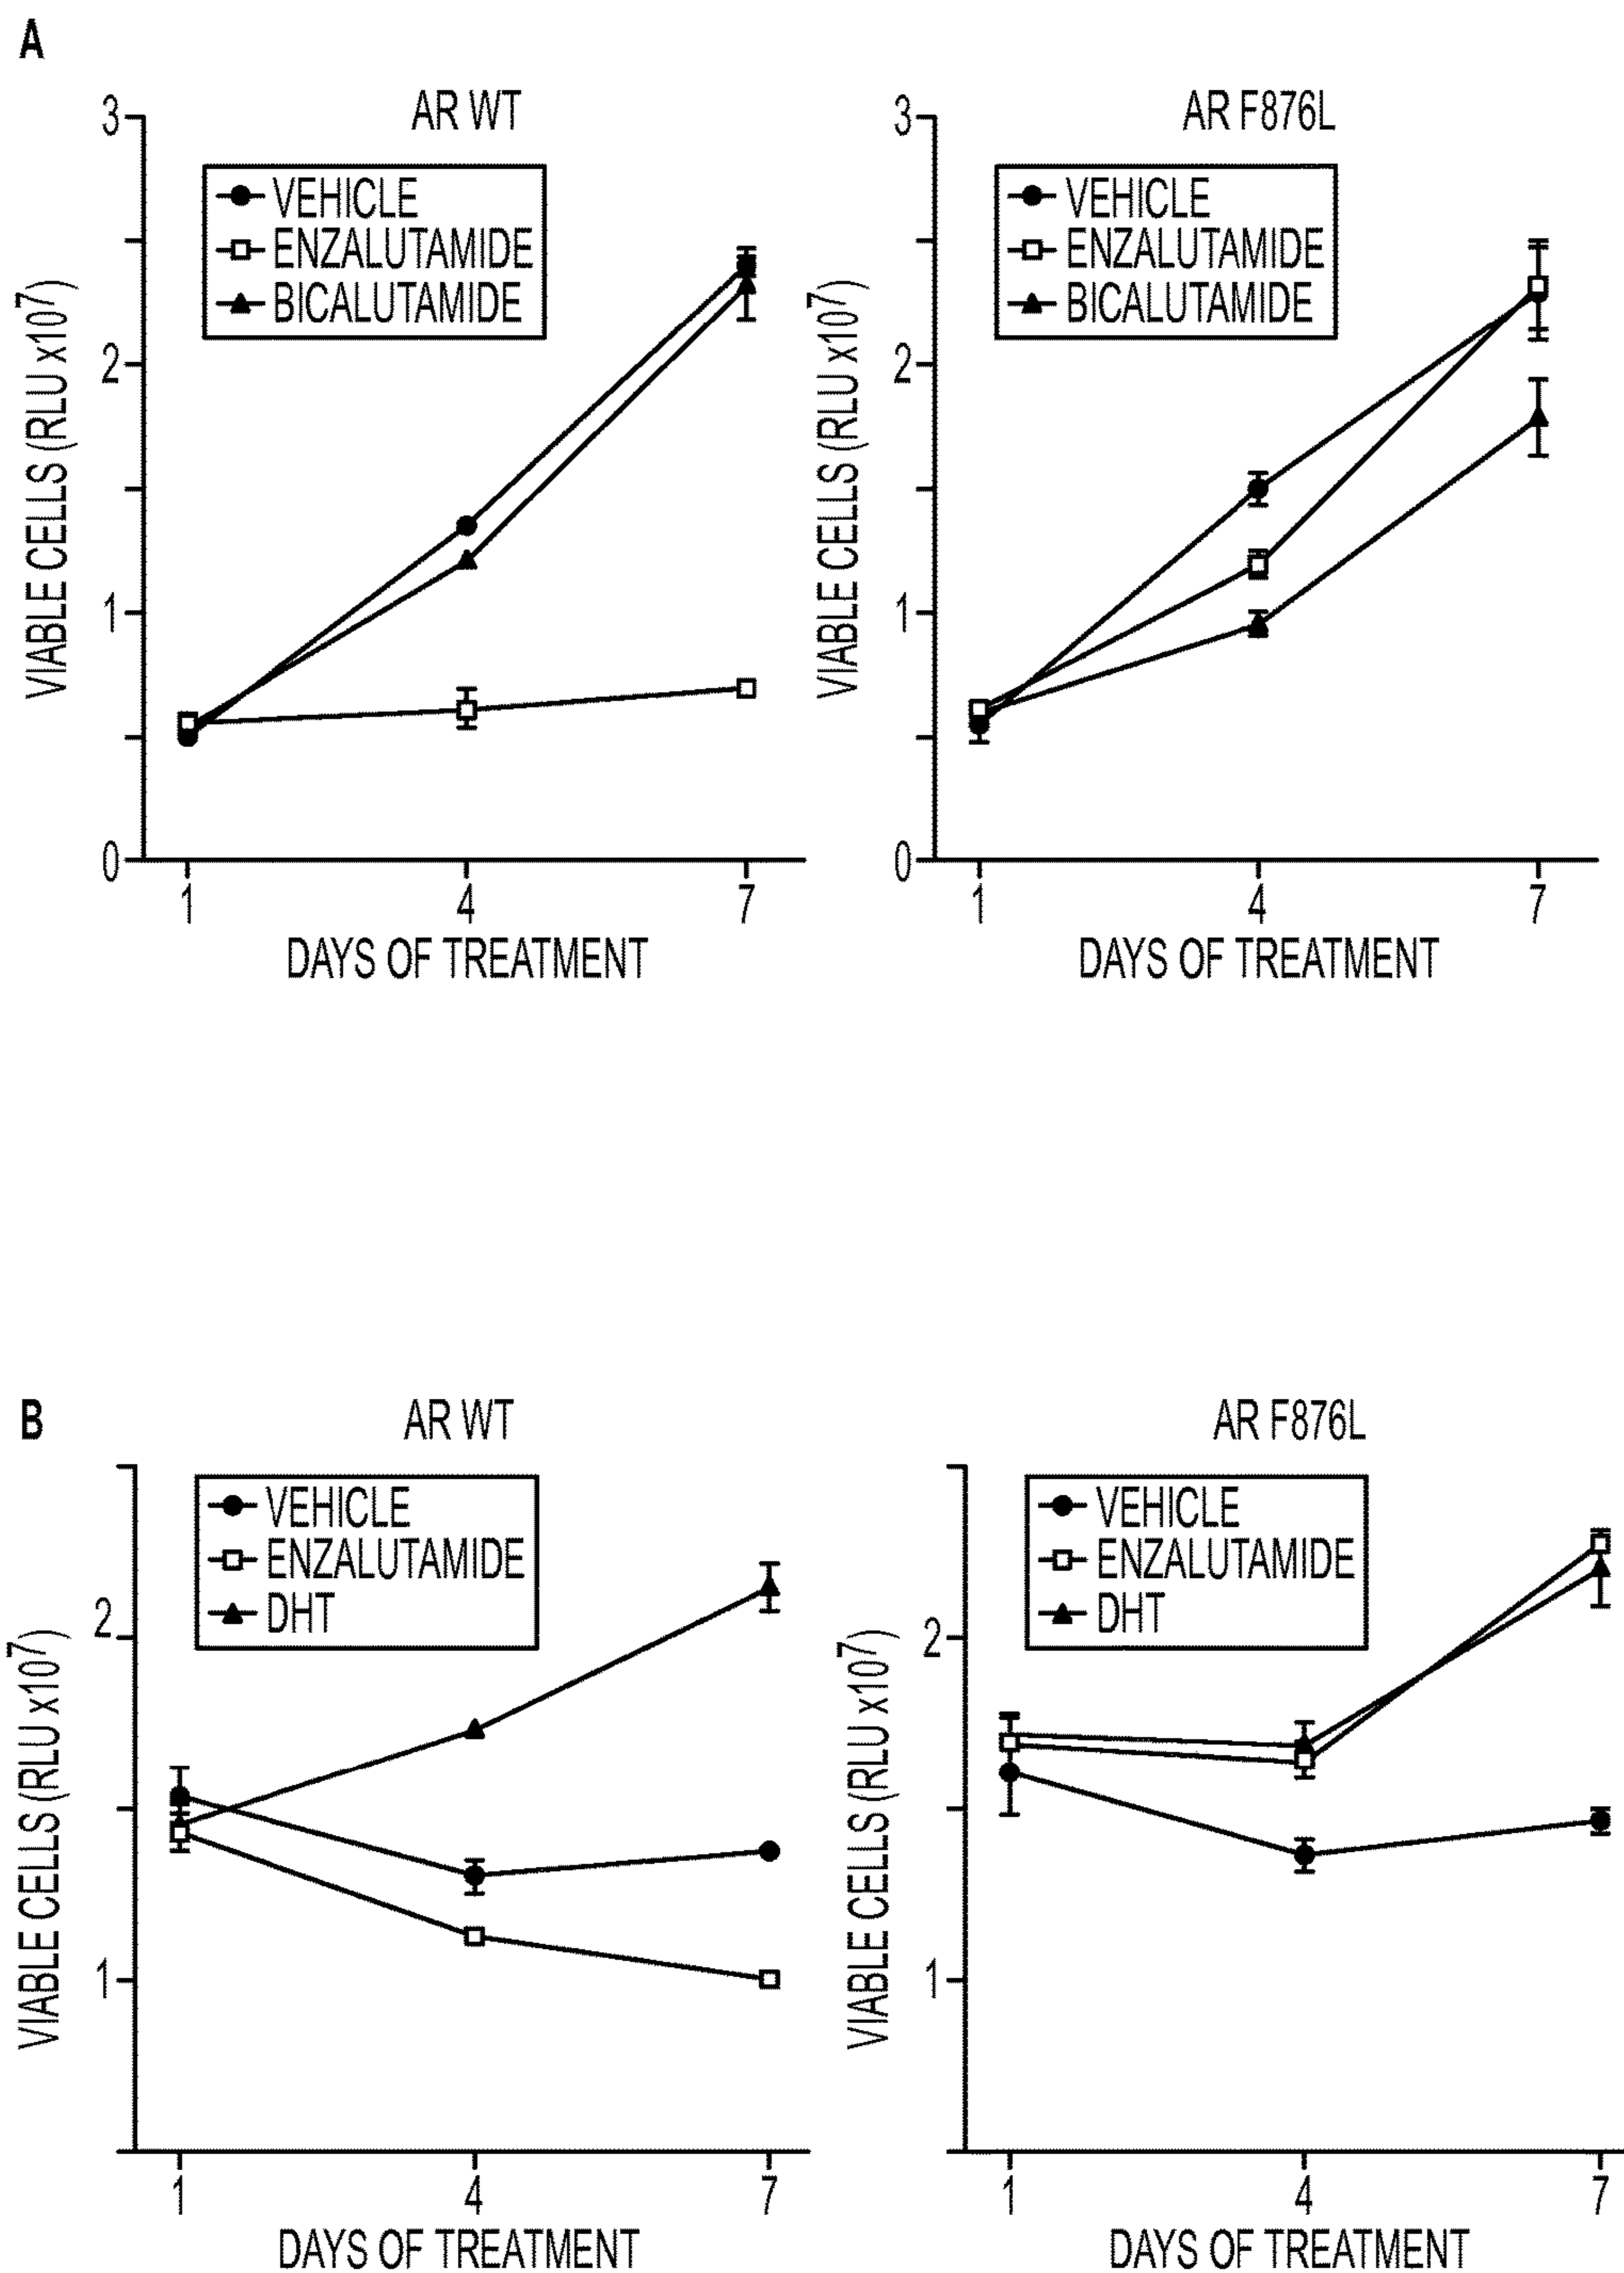 A
AR WT
VEHICLE
ENZALUTAMIDE
BICALUTAMIDE
VIABLE CELLS (RLU x10⁷)
3
2
1
0
1 4 7
DAYS OF TREATMENT
AR F876L
VEHICLE
ENZALUTAMIDE
BICALUTAMIDE
VIABLE CELLS (RLU x10⁷)
3
2
1
0
1 4 7
DAYS OF TREATMENT
B
AR WT
VEHICLE
ENZALUTAMIDE
DHT
VIABLE CELLS (RLU x10⁷)
2
1
1 4 7
DAYS OF TREATMENT
AR F876L
VEHICLE
ENZALUTAMIDE
DHT
VIABLE CELLS (RLU x10⁷)
2
1
1 4 7
DAYS OF TREATMENT